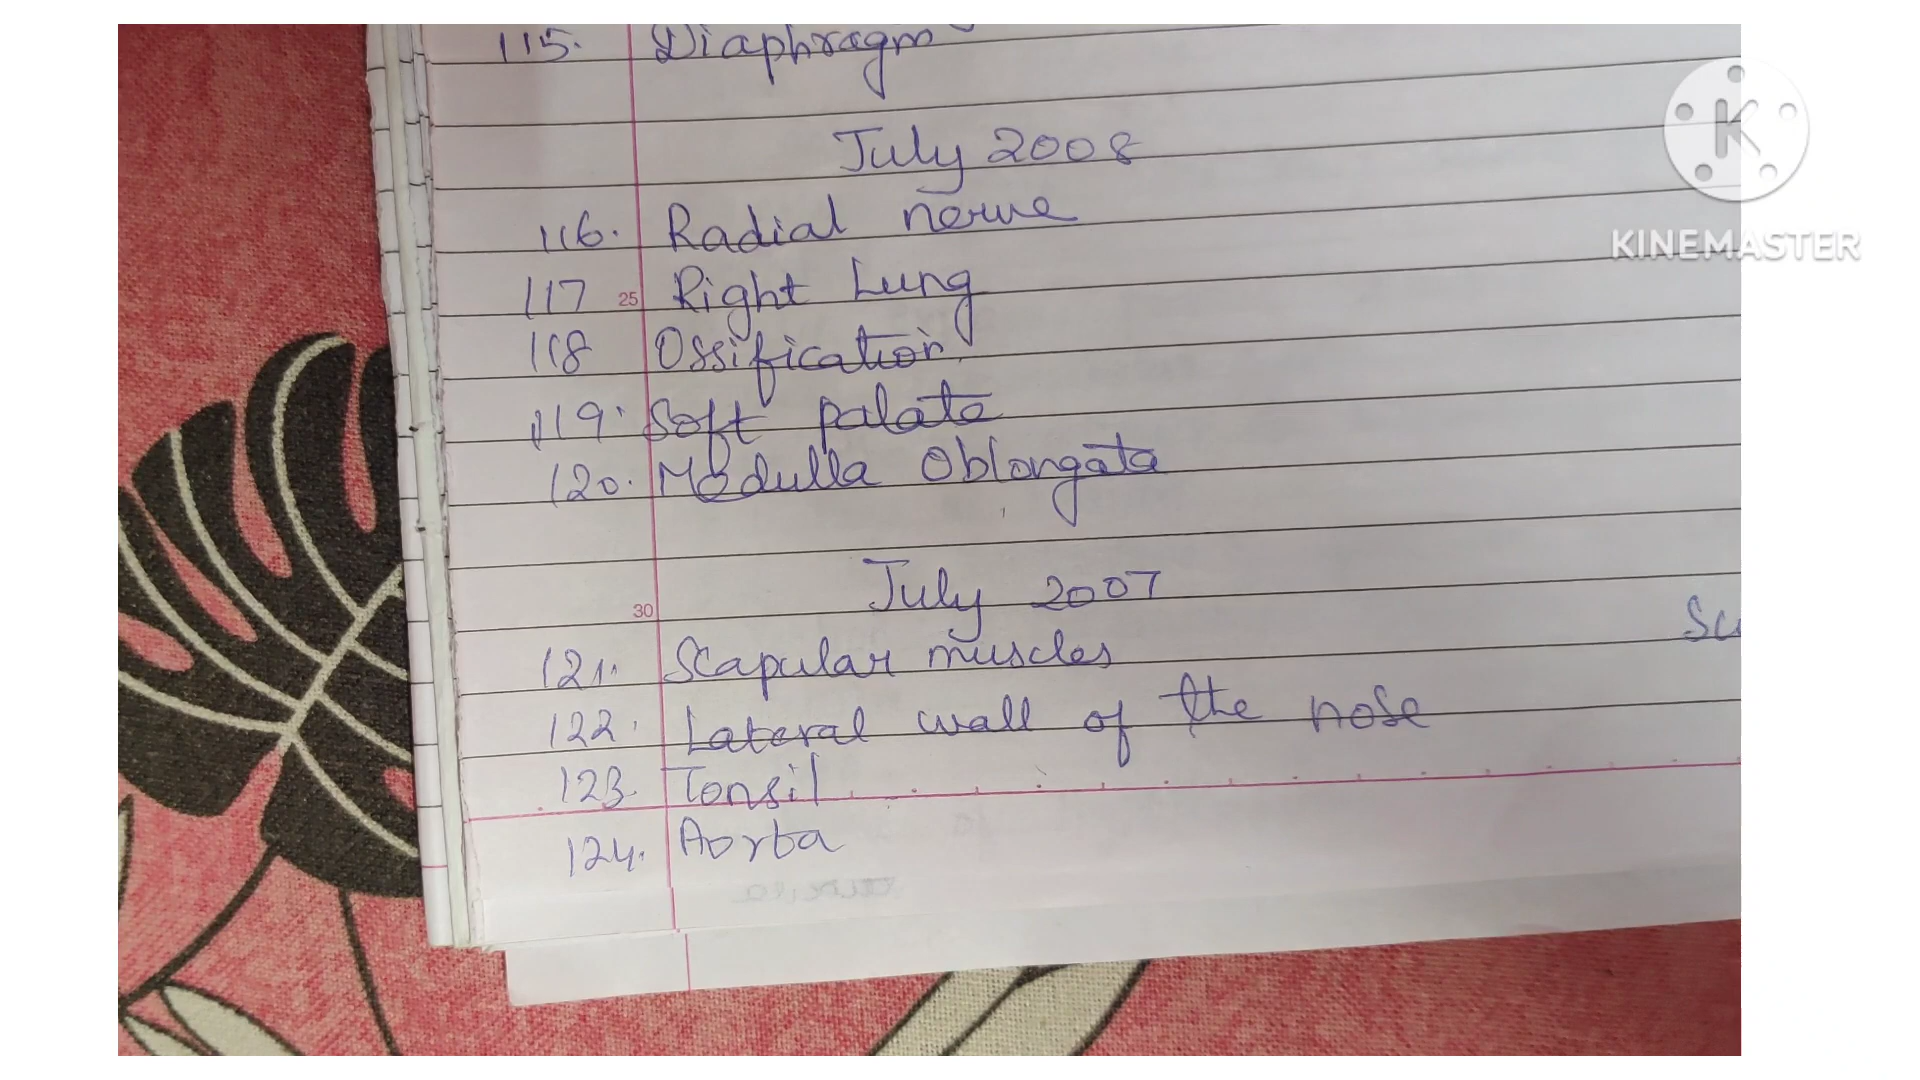 115. Diaphragm
July 2008
116. Radial nerve
117 25 Right Lung
118 Ossification
119. Soft palate
120. Medulla Oblongata
July 2007
30
121. Scapular muscles
122. Lateral wall of the nose
123. Tonsil
124. Aorta
K
KINEMASTER